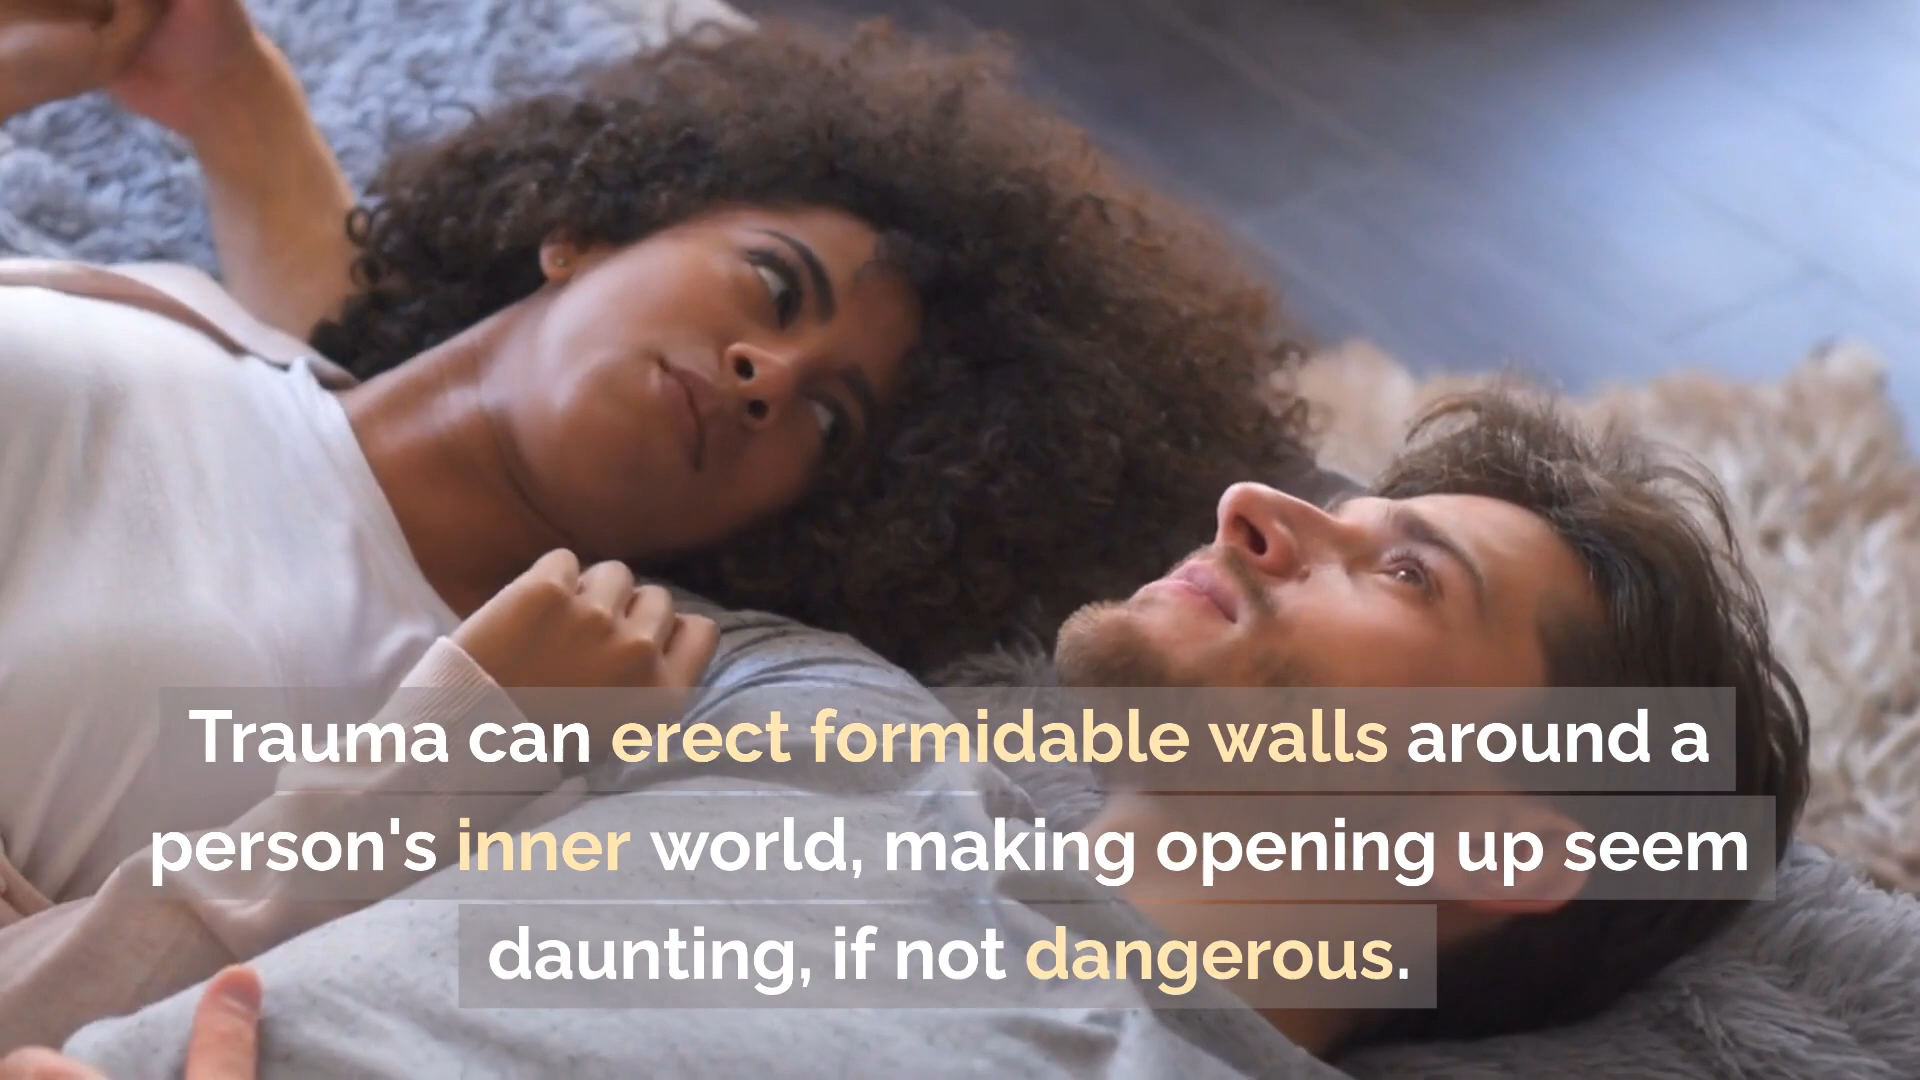 Trauma can erect formidable walls around a
person's inner world, making opening up seem
daunting, if not dangerous.